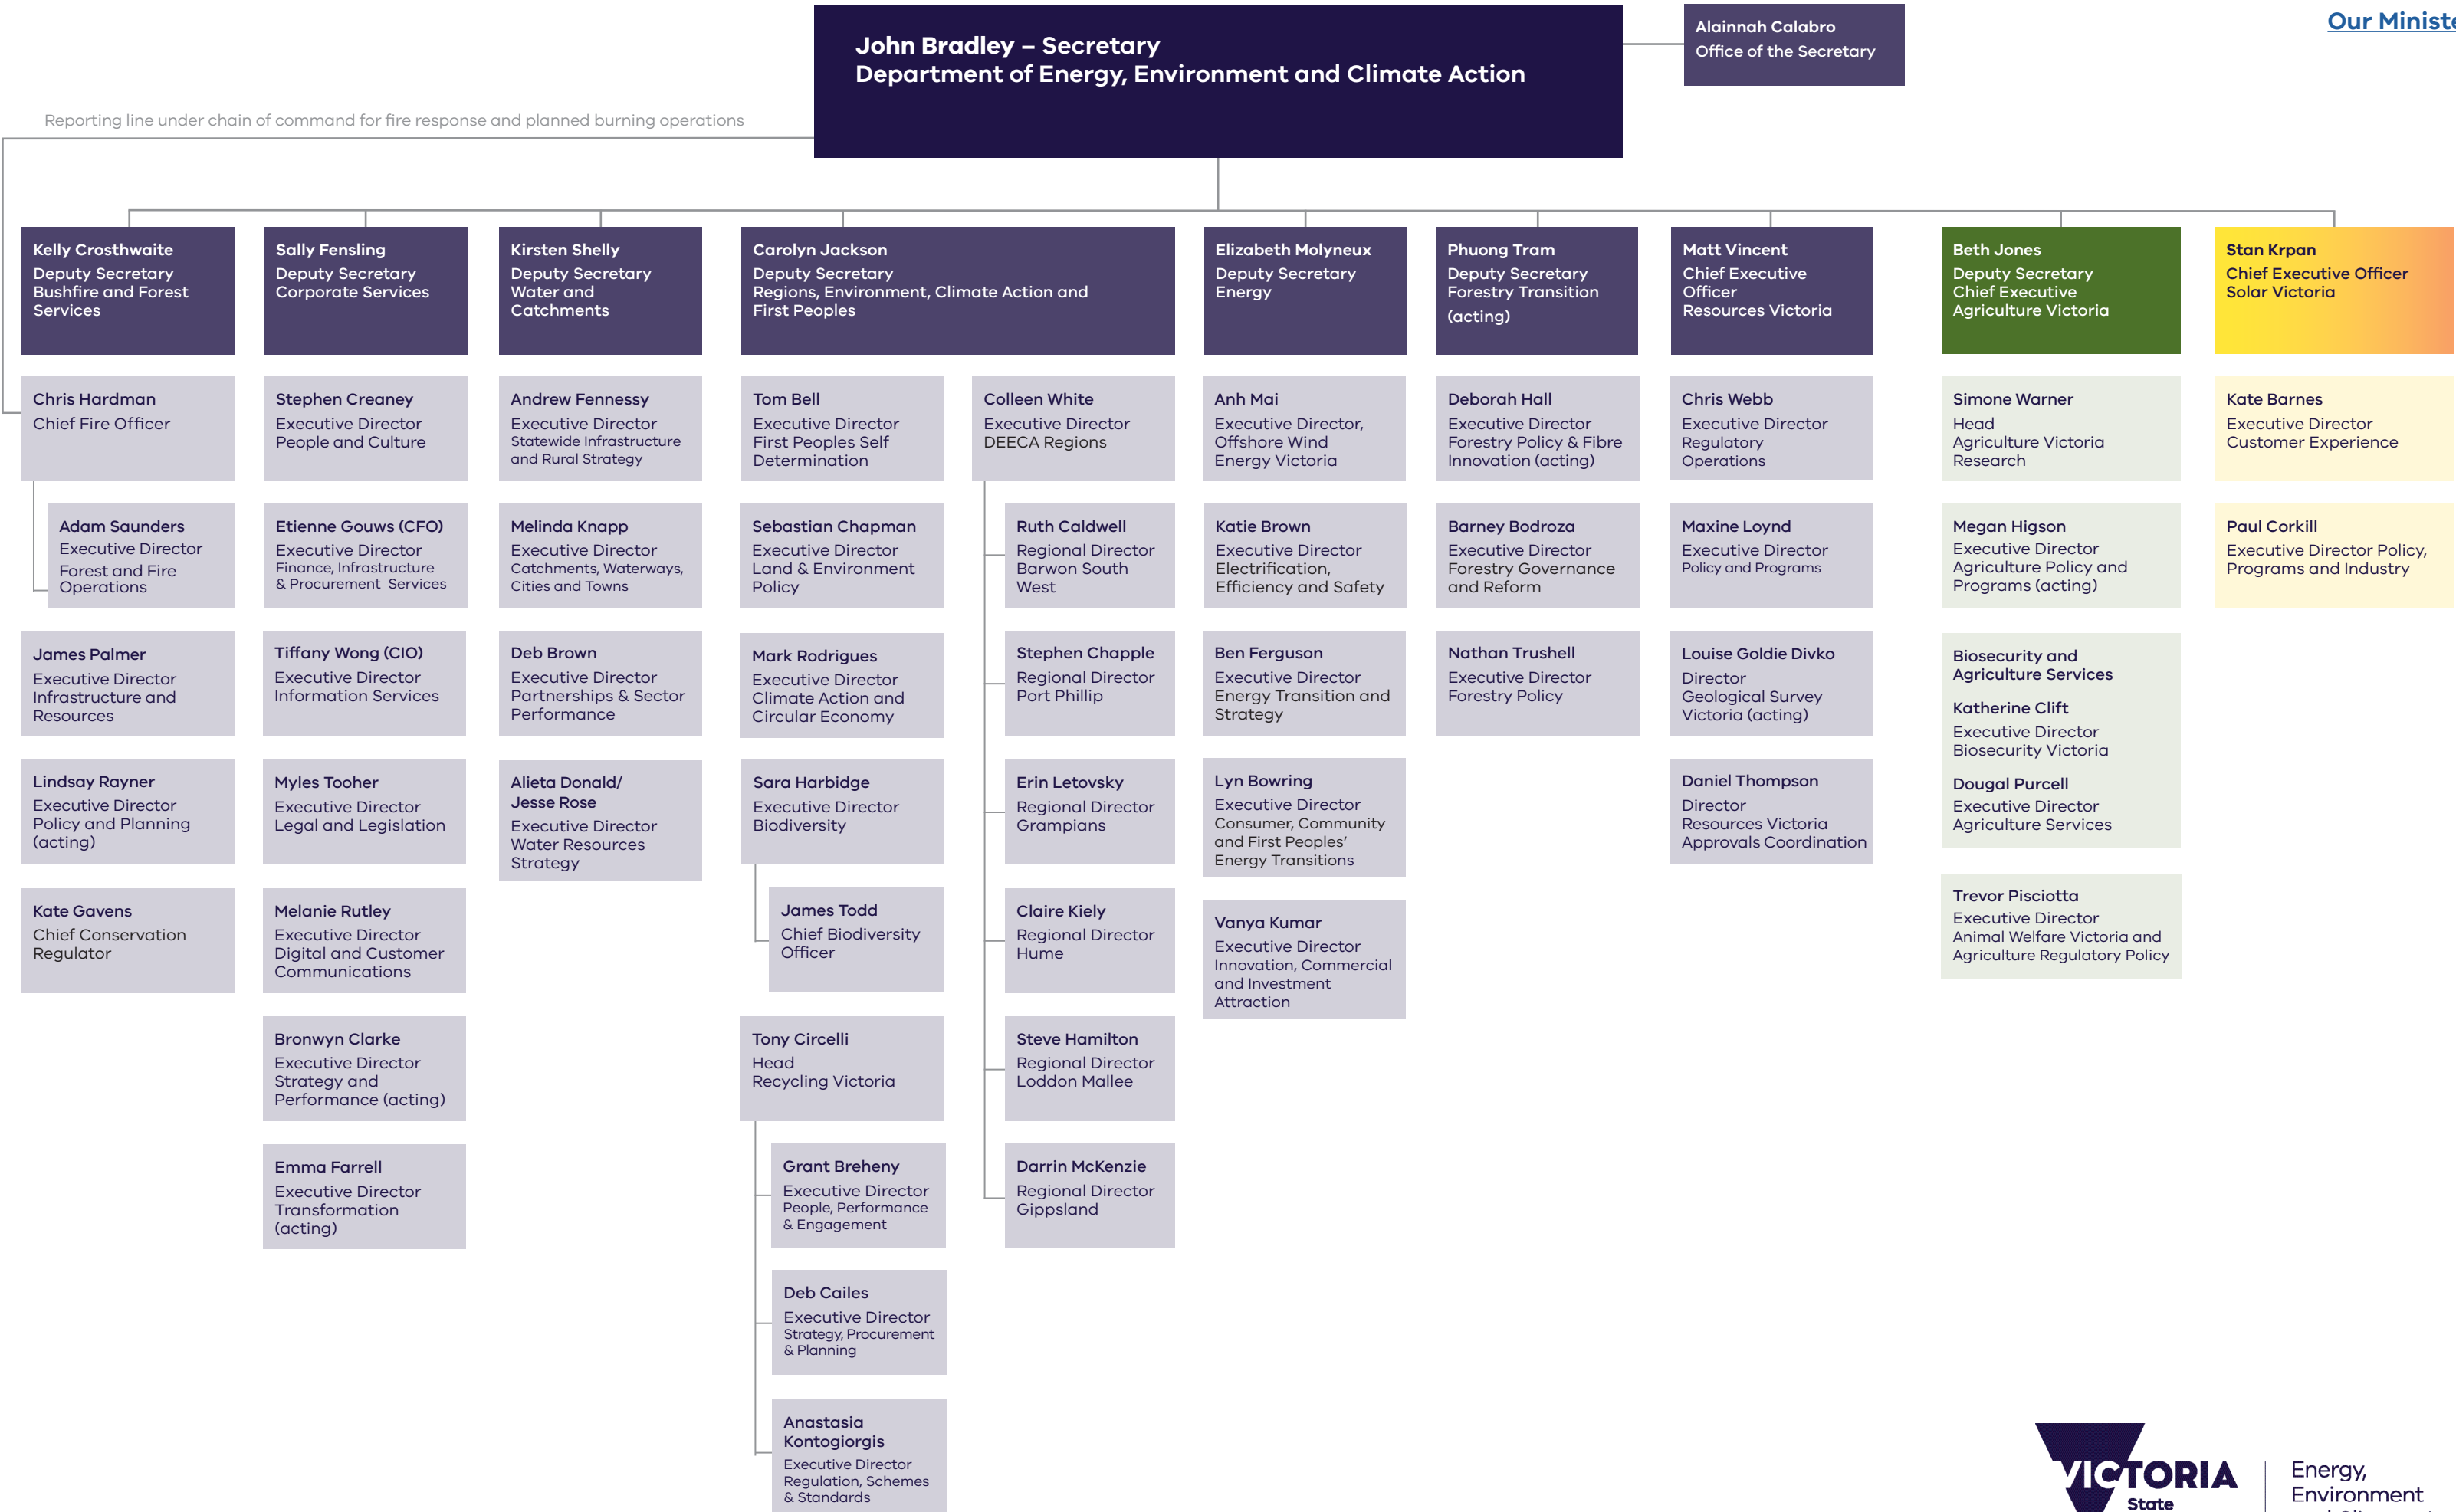 Our Ministe
John Bradley – Secretary
Department of Energy, Environment and Climate Action
Alainnah Calabro
Office of the Secretary
Reporting line under chain of command for fire response and planned burning operations
Kelly Crosthwaite
Deputy Secretary
Bushfire and Forest
Services
Chris Hardman
Chief Fire Officer
Adam Saunders
Executive Director
Forest and Fire
Operations
James Palmer
Executive Director
Infrastructure and
Resources
Lindsay Rayner
Executive Director
Policy and Planning
(acting)
Kate Gavens
Chief Conservation
Regulator
Sally Fensling
Deputy Secretary
Corporate Services
Stephen Creaney
Executive Director
People and Culture
Etienne Gouws (CFO)
Executive Director
Finance, Infrastructure
& Procurement Services
Tiffany Wong (CIO)
Executive Director
Information Services
Myles Tooher
Executive Director
Legal and Legislation
Melanie Rutley
Executive Director
Digital and Customer
Communications
Bronwyn Clarke
Executive Director
Strategy and
Performance (acting)
Emma Farrell
Executive Director
Transformation
(acting)
Kirsten Shelly
Deputy Secretary
Water and
Catchments
Andrew Fennessy
Executive Director
Statewide Infrastructure
and Rural Strategy
Melinda Knapp
Executive Director
Catchments, Waterways,
Cities and Towns
Deb Brown
Executive Director
Partnerships & Sector
Performance
Alieta Donald/
Jesse Rose
Executive Director
Water Resources
Strategy
Carolyn Jackson
Deputy Secretary
Regions, Environment, Climate Action and
First Peoples
Tom Bell
Executive Director
First Peoples Self
Determination
Sebastian Chapman
Executive Director
Land & Environment
Policy
Mark Rodrigues
Executive Director
Climate Action and
Circular Economy
Sara Harbidge
Executive Director
Biodiversity
James Todd
Chief Biodiversity
Officer
Tony Circelli
Head
Recycling Victoria
Grant Breheny
Executive Director
People, Performance
& Engagement
Deb Cailes
Executive Director
Strategy, Procurement
& Planning
Anastasia
Kontogiorgis
Executive Director
Regulation, Schemes
& Standards
Colleen White
Executive Director
DEECA Regions
Ruth Caldwell
Regional Director
Barwon South
West
Stephen Chapple
Regional Director
Port Phillip
Erin Letovsky
Regional Director
Grampians
Claire Kiely
Regional Director
Hume
Steve Hamilton
Regional Director
Loddon Mallee
Darrin McKenzie
Regional Director
Gippsland
Elizabeth Molyneux
Deputy Secretary
Energy
Anh Mai
Executive Director,
Offshore Wind
Energy Victoria
Katie Brown
Executive Director
Electrification,
Efficiency and Safety
Ben Ferguson
Executive Director
Energy Transition and
Strategy
Lyn Bowring
Executive Director
Consumer, Community
and First Peoples’
Energy Transitions
Vanya Kumar
Executive Director
Innovation, Commercial
and Investment
Attraction
Phuong Tram
Deputy Secretary
Forestry Transition
(acting)
Deborah Hall
Executive Director
Forestry Policy & Fibre
Innovation (acting)
Barney Bodroza
Executive Director
Forestry Governance
and Reform
Nathan Trushell
Executive Director
Forestry Policy
Matt Vincent
Chief Executive
Officer
Resources Victoria
Chris Webb
Executive Director
Regulatory
Operations
Maxine Loynd
Executive Director
Policy and Programs
Louise Goldie Divko
Director
Geological Survey
Victoria (acting)
Daniel Thompson
Director
Resources Victoria
Approvals Coordination
Beth Jones
Deputy Secretary
Chief Executive
Agriculture Victoria
Simone Warner
Head
Agriculture Victoria
Research
Megan Higson
Executive Director
Agriculture Policy and
Programs (acting)
Biosecurity and
Agriculture Services
Katherine Clift
Executive Director
Biosecurity Victoria
Dougal Purcell
Executive Director
Agriculture Services
Trevor Pisciotta
Executive Director
Animal Welfare Victoria and
Agriculture Regulatory Policy
Stan Krpan
Chief Executive Officer
Solar Victoria
Kate Barnes
Executive Director
Customer Experience
Paul Corkill
Executive Director Policy,
Programs and Industry
VICTORIA
State
Energy,
Environment